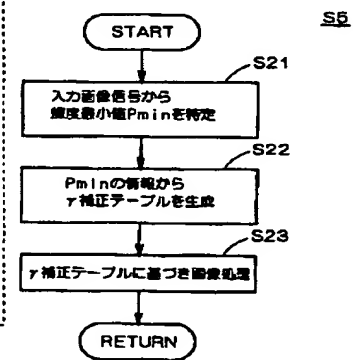 S5
START
S21
入力画像信号から
輝度最小値Pminを特定
S22
Pminの情報から
γ補正テーブルを生成
S23
γ補正テーブルに基づき画像処理
RETURN